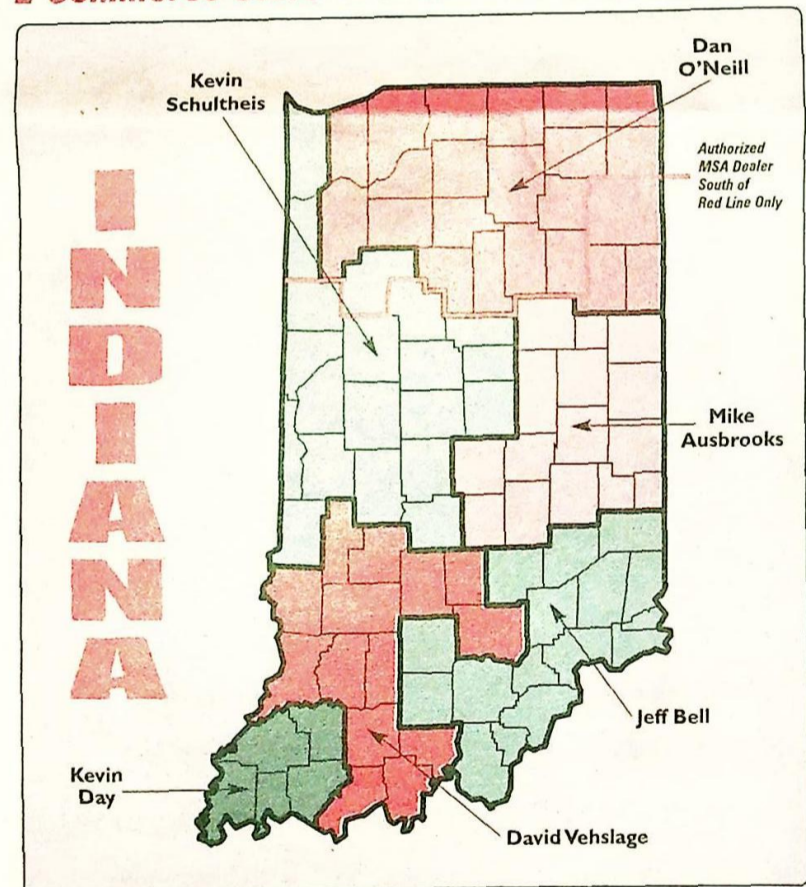 Dan
O'Neill
Kevin
Schultheis
Authorized
MSA Dealer
South of
Red Line Only
INDIANA
Mike
Ausbrooks
Jeff Bell
Kevin
Day
David Vehslage